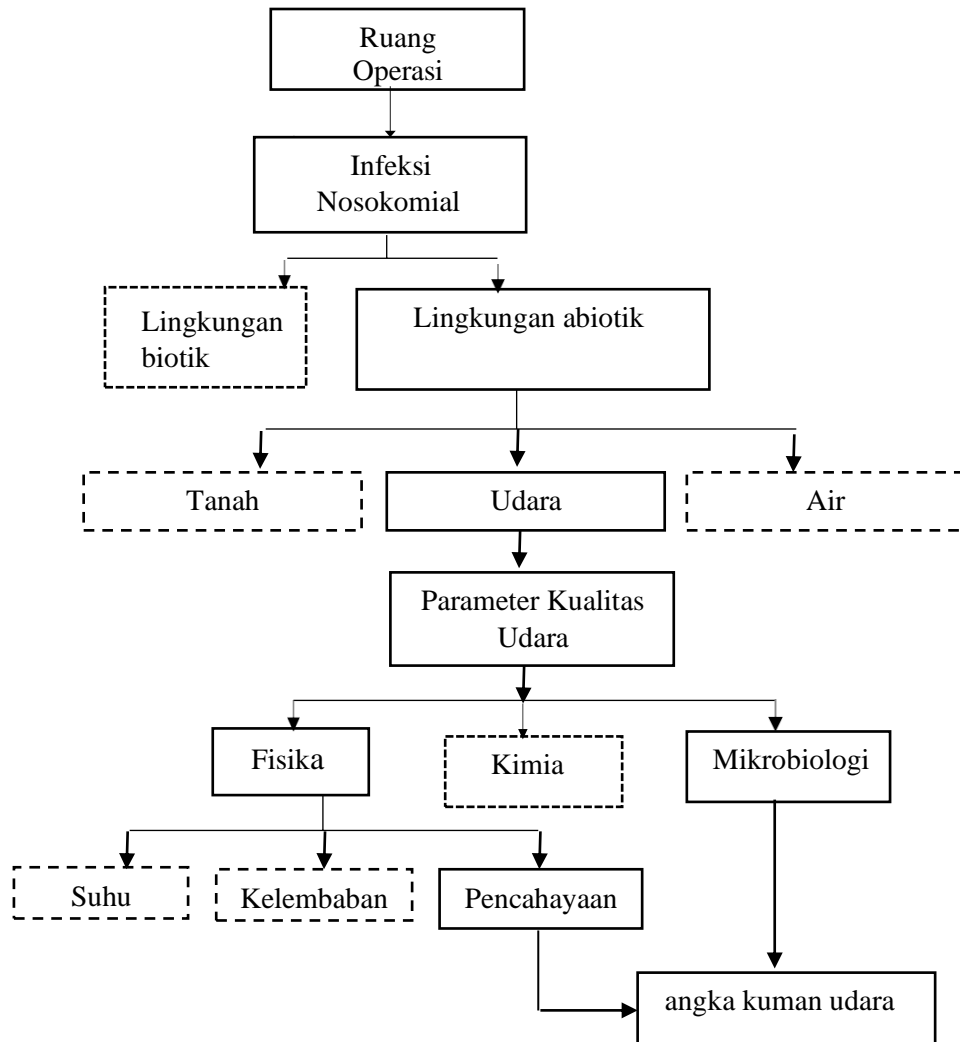 Ruang
Operasi
Infeksi
Nosokomial
Lingkungan
biotik
Lingkungan abiotik
Tanah
Udara
Air
Parameter Kualitas
Udara
Fisika
Kimia
Mikrobiologi
Suhu
Kelembaban
Pencahayaan
angka kuman udara